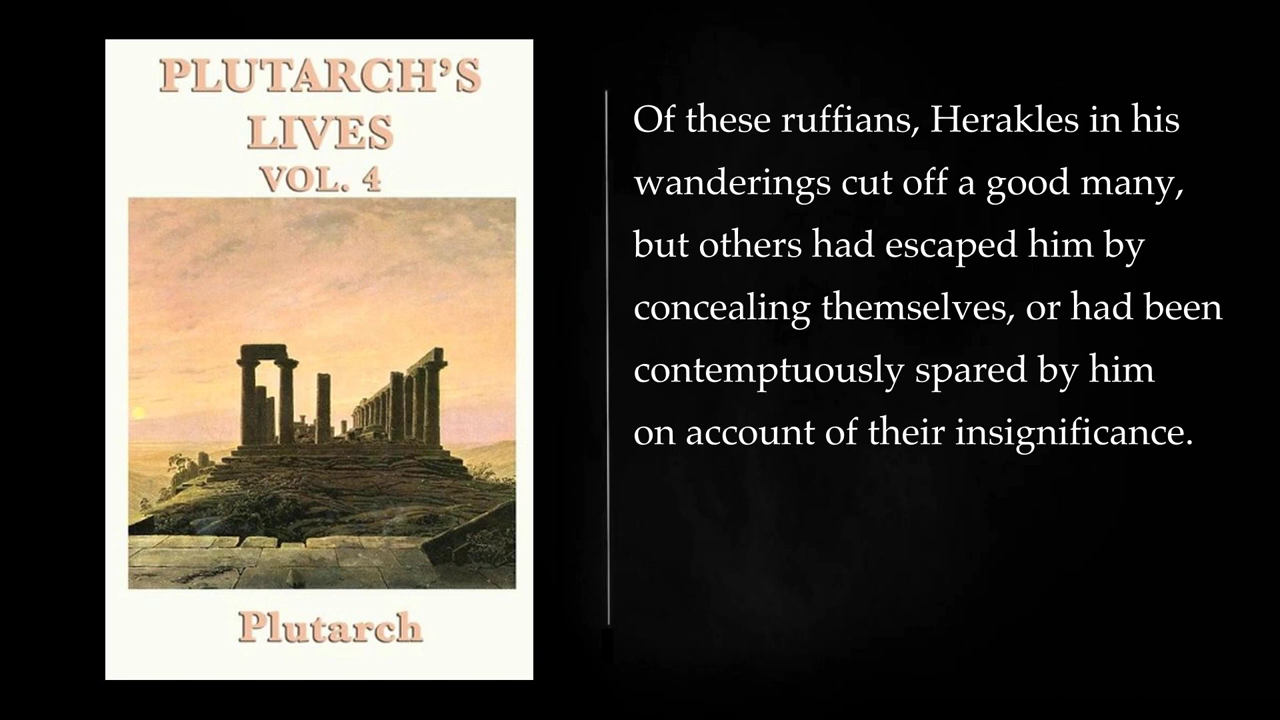 PLUTARCH'S
LIVES
VOL. 4
Plutarch
Of these ruffians, Herakles in his
wanderings cut off a good many,
but others had escaped him by
concealing themselves, or had been
contemptuously spared by him
on account of their insignificance.